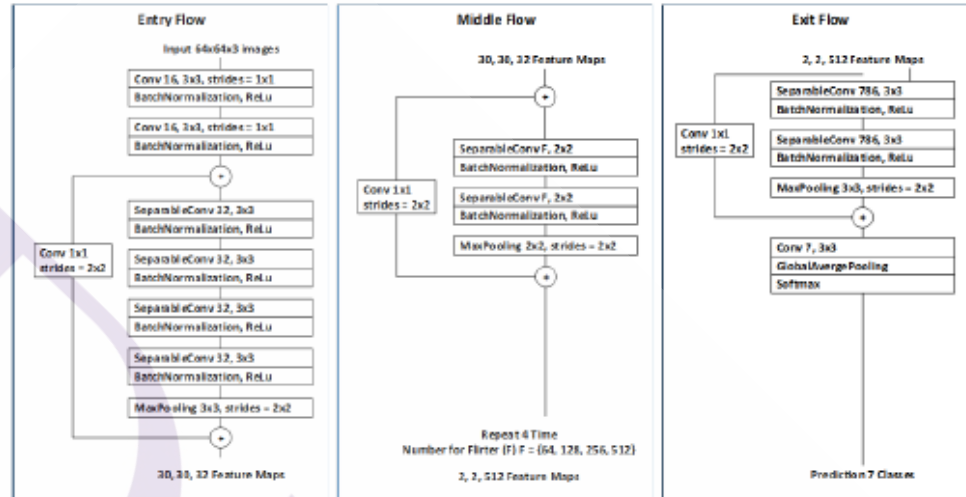 Entry Flow
Input 64x64x3 images
Conv 16, 3x3, strides = 1x1
BatchNormalization, ReLu
Conv 16, 3x3, strides = 1x1
BatchNormalization, ReLu
+
SeparableConv 32, 3x3
BatchNormalization, ReLu
Conv 1x1
strides = 2x2
SeparableConv 32, 3x3
BatchNormalization, ReLu
SeparableConv 32, 3x3
BatchNormalization, ReLu
SeparableConv 32, 3x3
BatchNormalization, ReLu
MaxPooling 3x3, strides = 2x2
+
30, 30, 32 Feature Maps
Middle Flow
30, 30, 32 Feature Maps
+
SeparableConv F, 2x2
BatchNormalization, ReLu
Conv 1x1
strides = 2x2
SeparableConv F, 2x2
BatchNormalization, ReLu
MaxPooling 2x2, strides = 2x2
+
Repeat 4 Time
Number for Flirter (F) F = {64, 128, 256, 512}
2, 2, 512 Feature Maps
Exit Flow
2, 2, 512 Feature Maps
SeparableConv 786, 3x3
BatchNormalization, ReLu
Conv 1x1
strides = 2x2
SeparableConv 786, 3x3
BatchNormalization, ReLu
MaxPooling 3x3, strides = 2x2
+
Conv 7, 3x3
GlobalAvergePooling
Softmax
Prediction 7 Classes